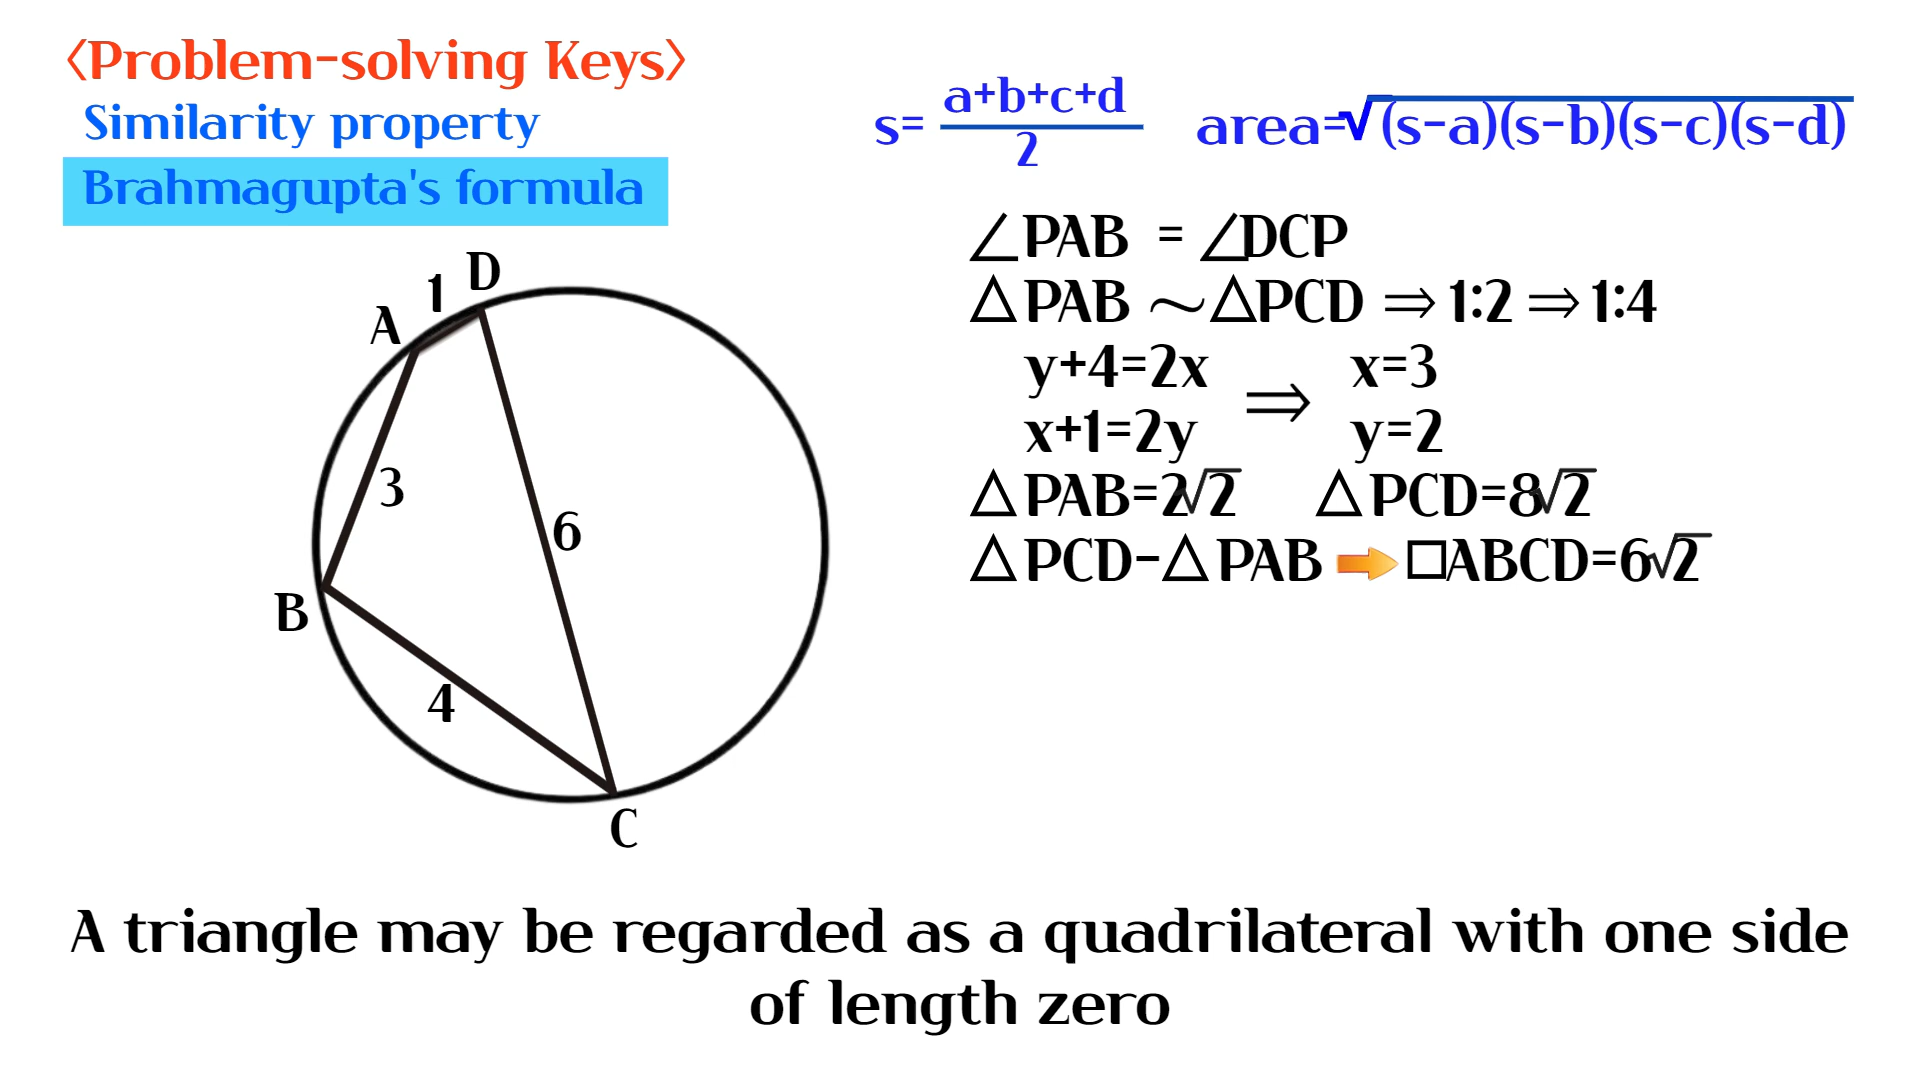 〈Problem-solving Keys〉
Similarity property
Brahmagupta's formula
s= a+b+c+d / 2
area=√(s-a)(s-b)(s-c)(s-d)
∠PAB = ∠DCP
△PAB ∼△PCD ⇒ 1:2 ⇒ 1:4
y+4=2x
x+1=2y
⇒
x=3
y=2
△PAB=2√2 △PCD=8√2
△PCD-△PAB ➡ □ABCD=6√2
D
1
A
3
6
B
4
C
A triangle may be regarded as a quadrilateral with one side
of length zero